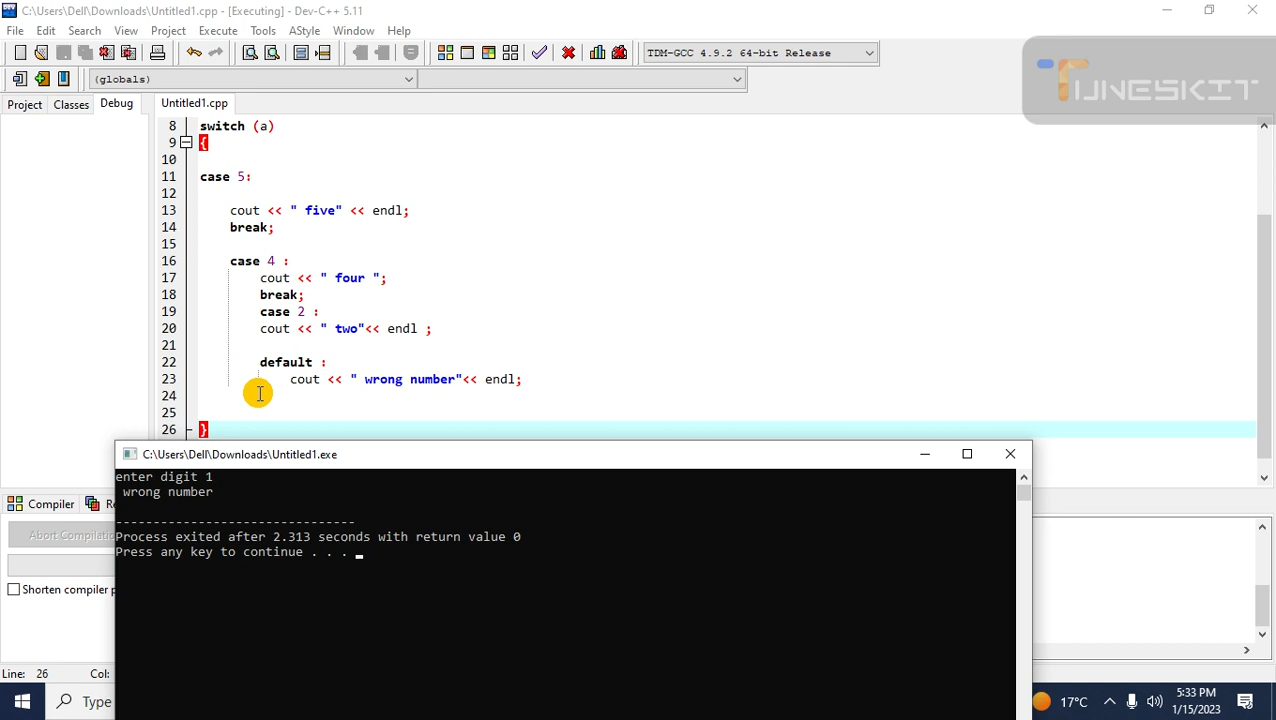 C:\Users\Dell\Downloads\Untitled1.cpp - [Executing] - Dev-C++ 5.11
File Edit Search View Project Execute Tools AStyle Window Help
TDM-GCC 4.9.2 64-bit Release
TUNESKIT
(globals)
Project Classes Debug Untitled1.cpp
8 switch (a)
9 {
10
11 case 5:
12
13 cout << " five" << endl;
14 break;
15
16 case 4 :
17 cout << " four ";
18 break;
19 case 2 :
20 cout << " two"<< endl ;
21
22 default :
23 cout << " wrong number"<< endl;
24
25
26 }
C:\Users\Dell\Downloads\Untitled1.exe
enter digit 1
wrong number
--------------------------------
Process exited after 2.313 seconds with return value 0
Press any key to continue . . .
Compiler
Abort
Shorten compiler
Line: 26 Col:
Type
17°C
5:33 PM
1/15/2023